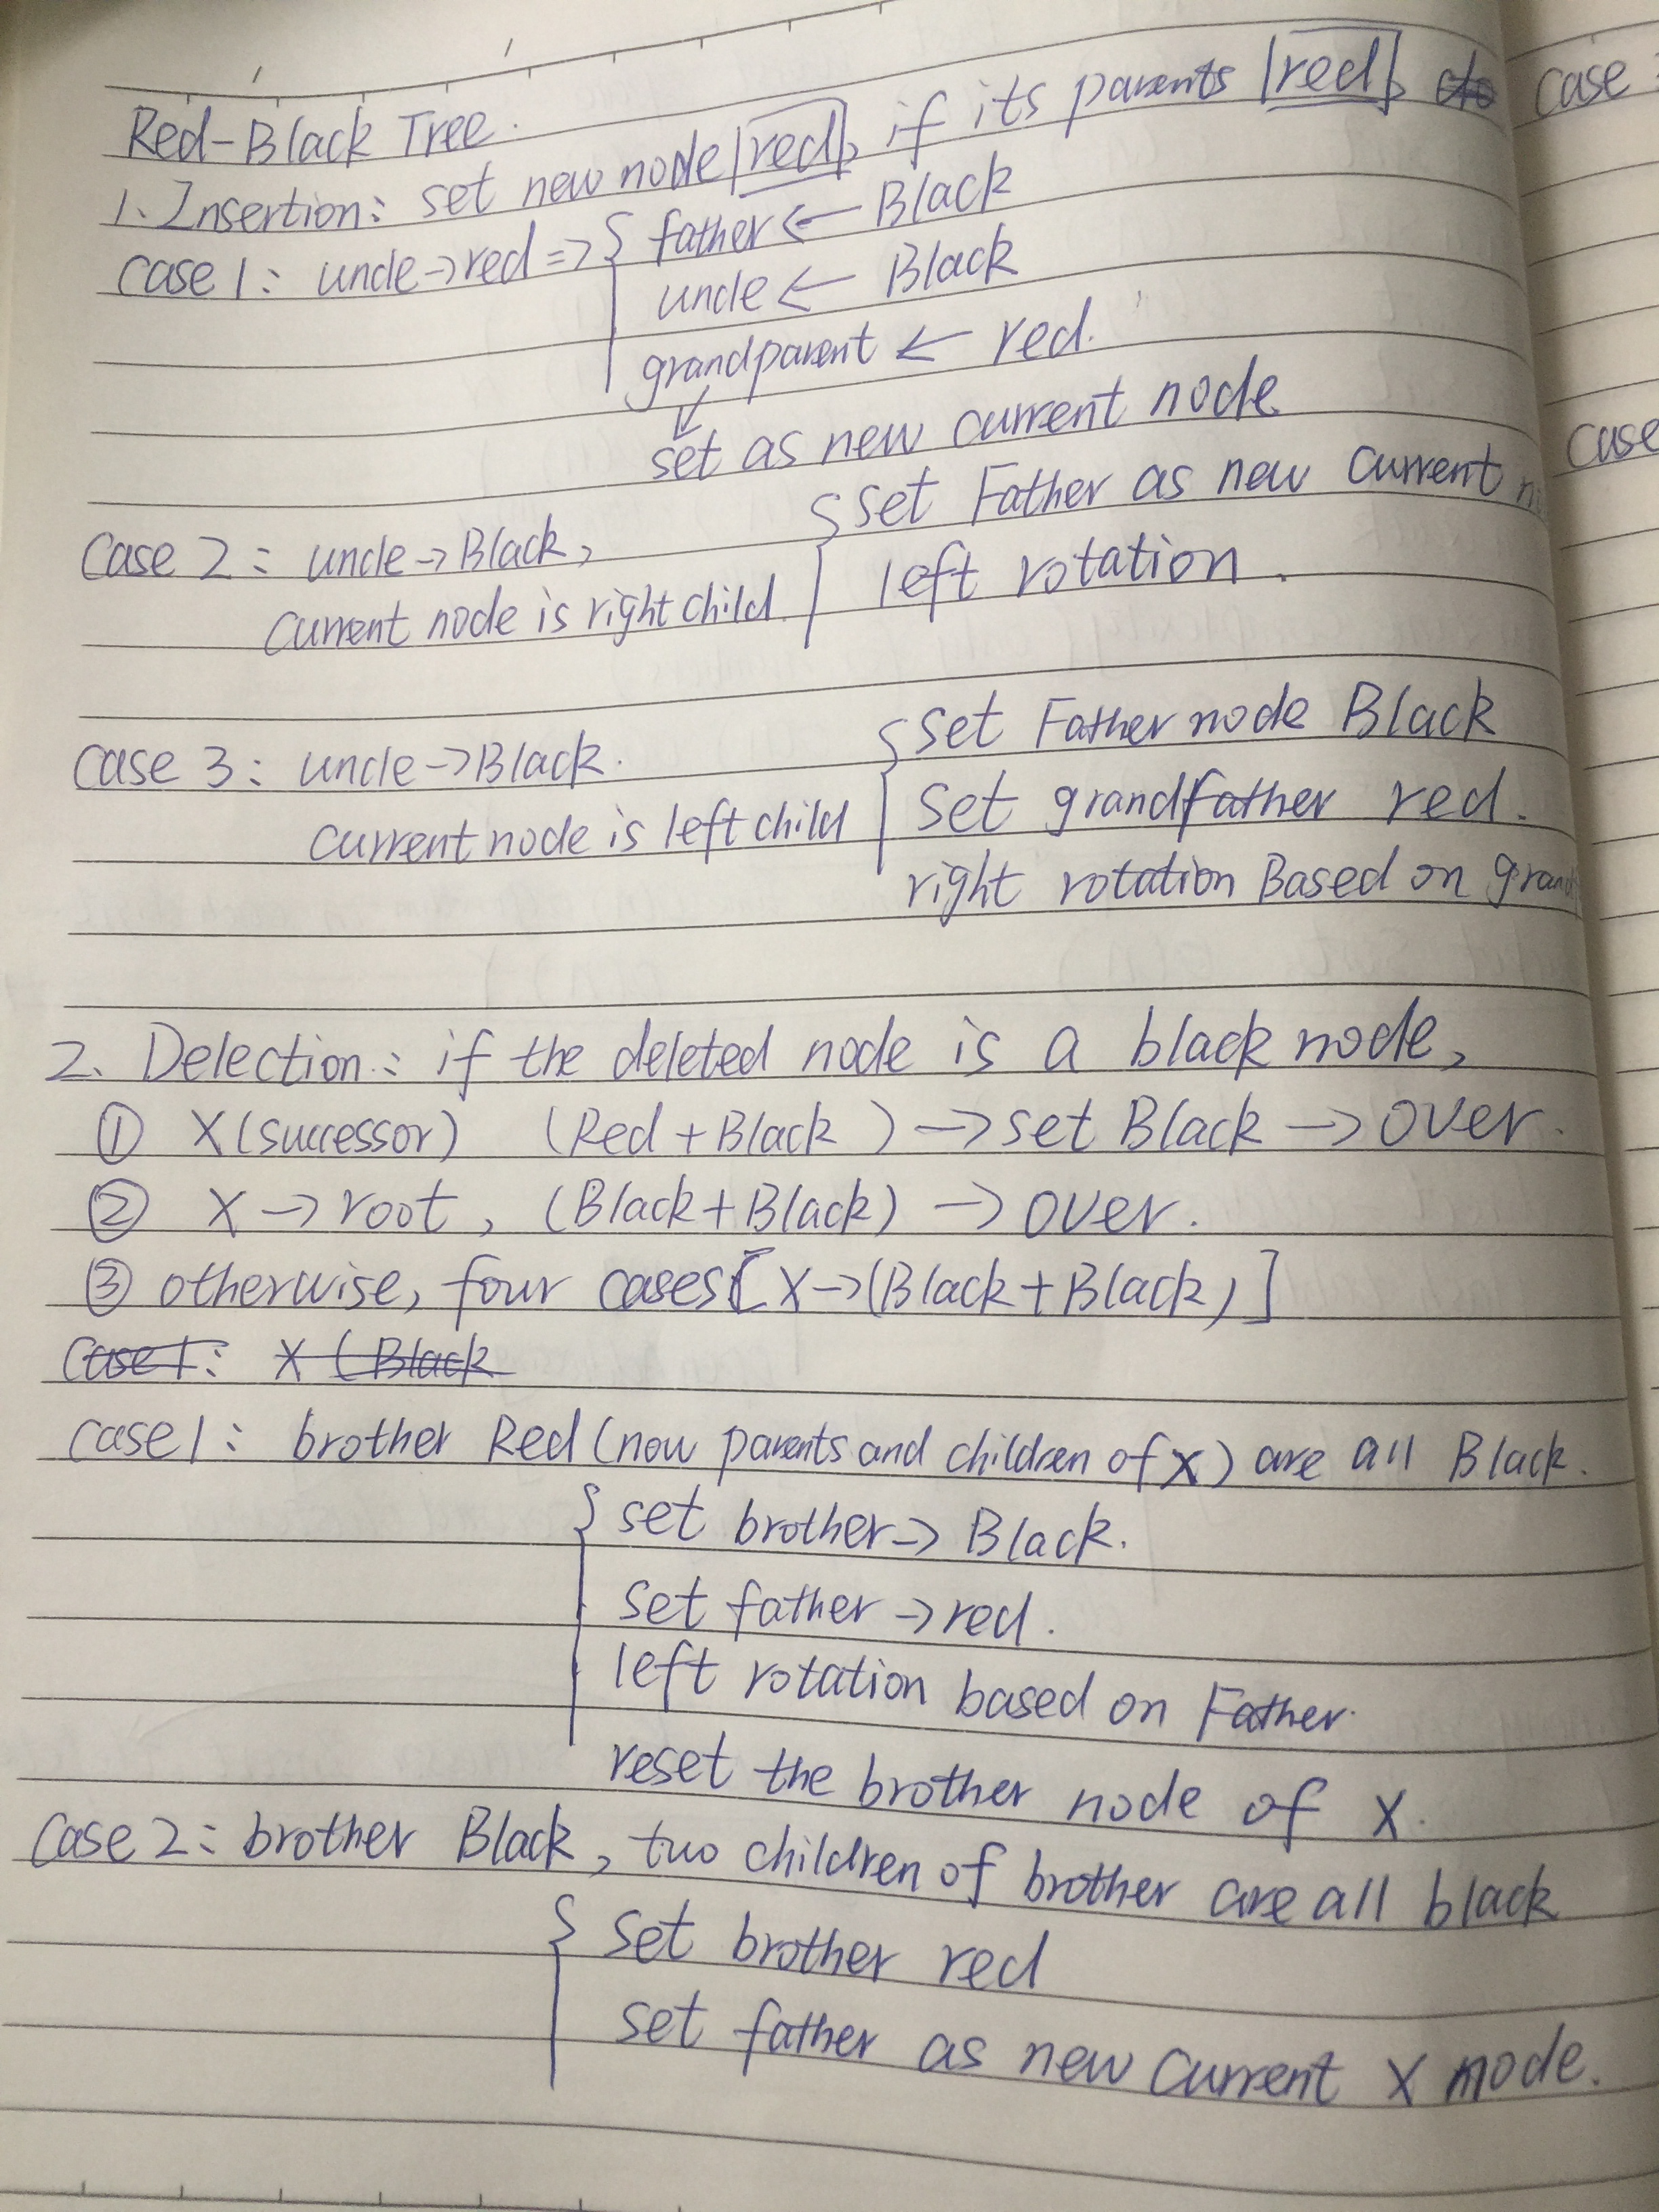 Red-Black Tree.
1. Insertion: set new node red, if its parents red,
case 1: uncle→red => { father ← Black
uncle ← Black
grandparent ← red.
↓
set as new current node
case 2: uncle→Black, { set Father as new current
current node is right child. left rotation.
case 3: uncle→Black. { set Father node Black
current node is left child set grandfather red.
right rotation Based on
2. Delection: if the deleted node is a black node,
① X (successor) (Red + Black) → set Black → over.
② X → root, (Black + Black) → over.
③ otherwise, four cases [X→(Black + Black)]
case 1: X (Black
case 1: brother Red (now parents and children of X) are all Black.
{ set brother → Black.
set father → red.
left rotation based on Father.
reset the brother node of X.
case 2: brother Black, two children of brother are all black
{ set brother red
set father as new current X node.
case
case